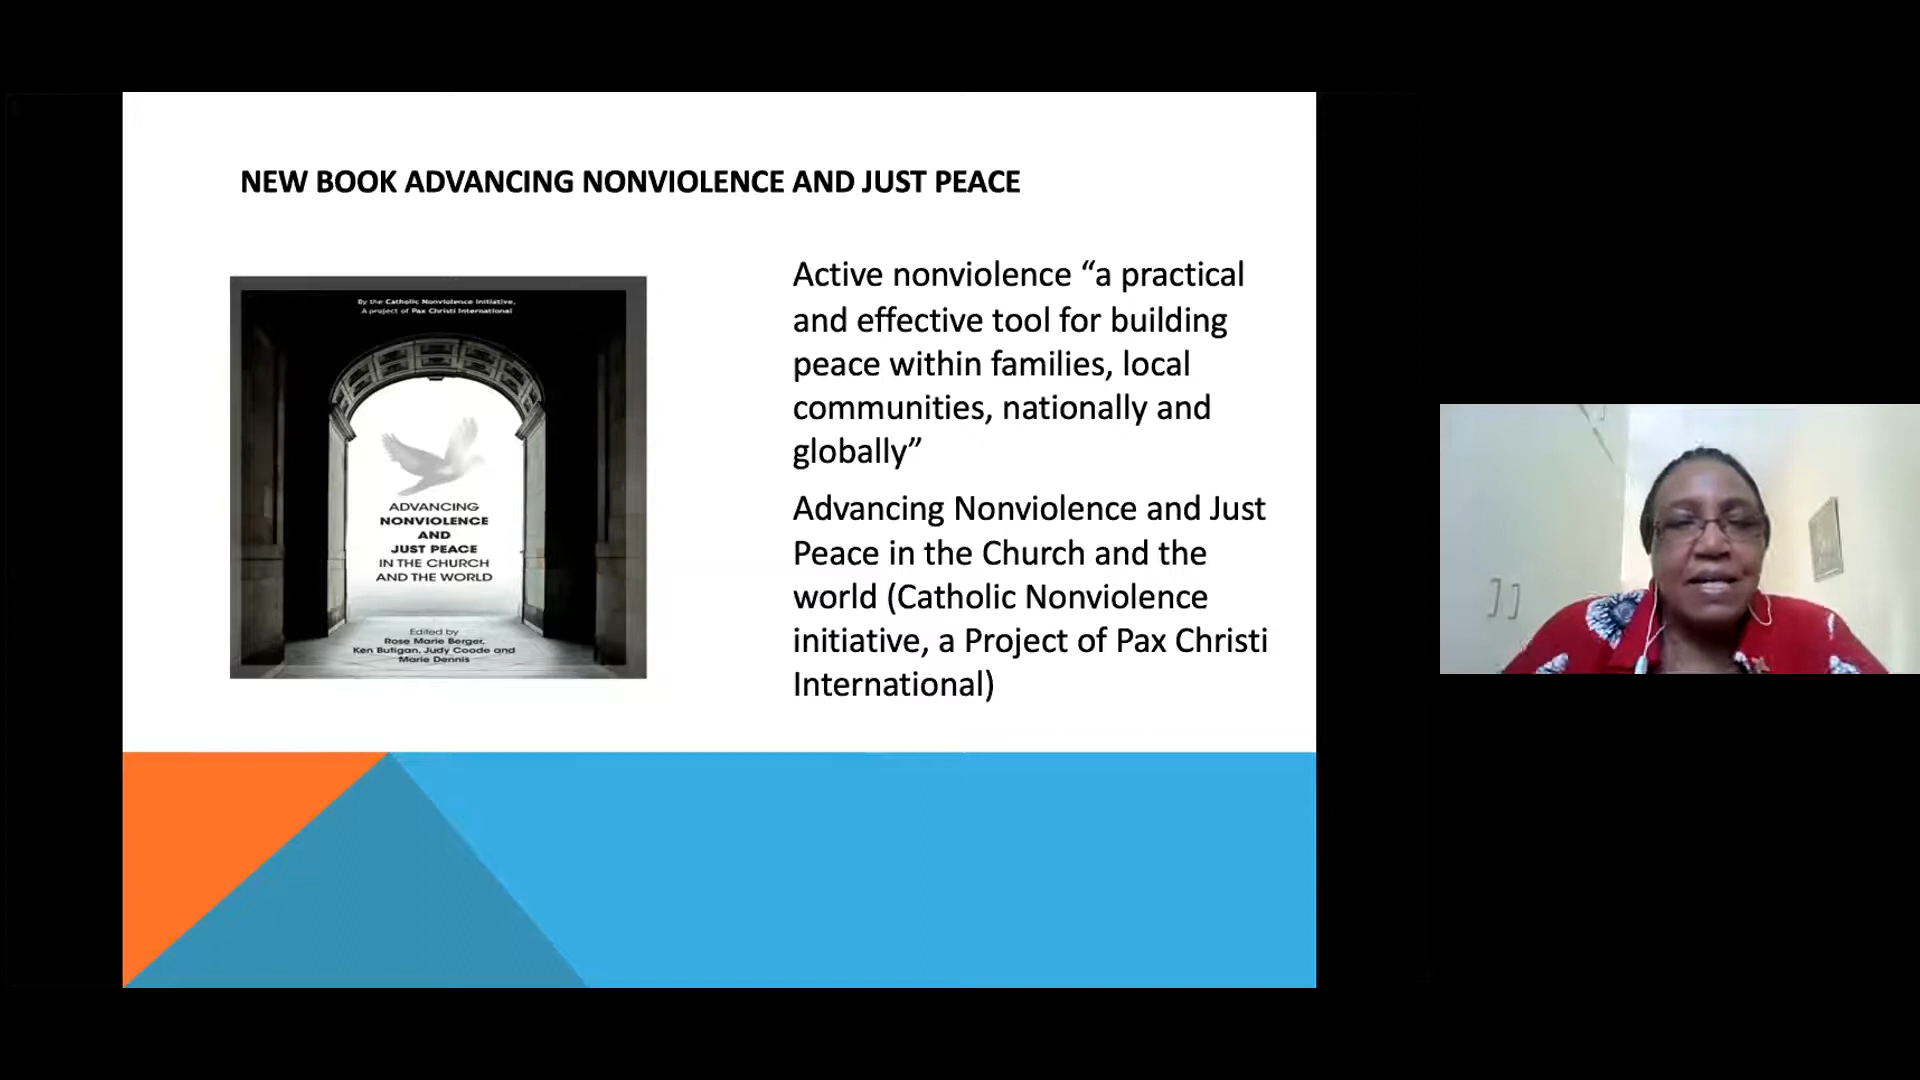 NEW BOOK ADVANCING NONVIOLENCE AND JUST PEACE
By the Catholic Nonviolence Initiative,
A project of Pax Christi International
ADVANCING
NONVIOLENCE
AND
JUST PEACE
IN THE CHURCH
AND THE WORLD
Edited by
Rose Marie Berger,
Ken Butigan, Judy Coode and
Marie Dennis
Active nonviolence “a practical
and effective tool for building
peace within families, local
communities, nationally and
globally”
Advancing Nonviolence and Just
Peace in the Church and the
world (Catholic Nonviolence
initiative, a Project of Pax Christi
International)